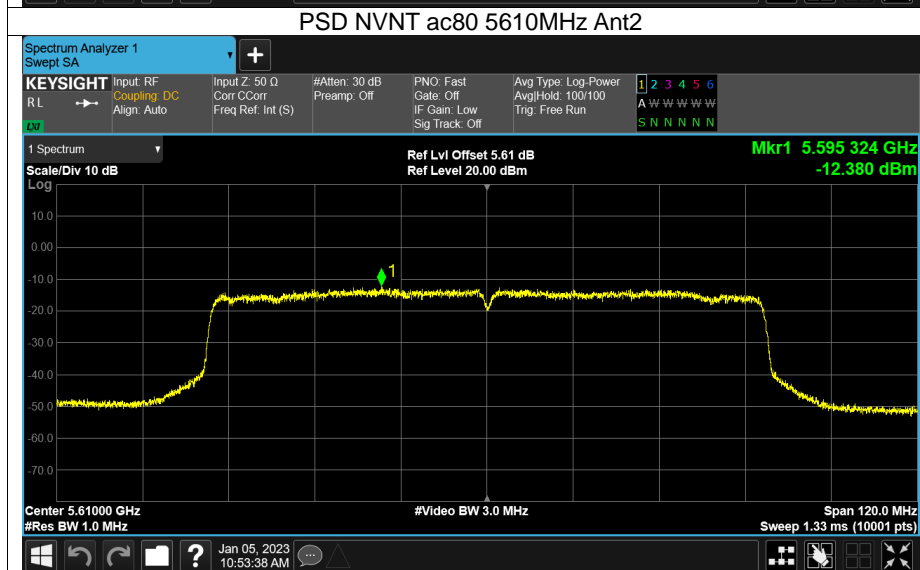 PSD NVNT ac80 5610MHz Ant2
Spectrum Analyzer 1
Swept SA
+
KEYSIGHT Input: RF Input Z: 50 Ω #Atten: 30 dB PNO: Fast Avg Type: Log-Power 1 2 3 4 5 6
R L Coupling: DC Corr CCorr Preamp: Off Gate: Off Avg|Hold: 100/100 A W W W W W
Align: Auto Freq Ref: Int (S) IF Gain: Low Trig: Free Run
LXI Sig Track: Off S N N N N N
1 Spectrum
Ref Lvl Offset 5.61 dB Mkr1 5.595 324 GHz
Scale/Div 10 dB Ref Level 20.00 dBm -12.380 dBm
Log
10.0
0.00
1
-10.0
-20.0
-30.0
-40.0
-50.0
-60.0
-70.0
Center 5.61000 GHz #Video BW 3.0 MHz Span 120.0 MHz
#Res BW 1.0 MHz Sweep 1.33 ms (10001 pts)
? Jan 05, 2023
10:53:38 AM